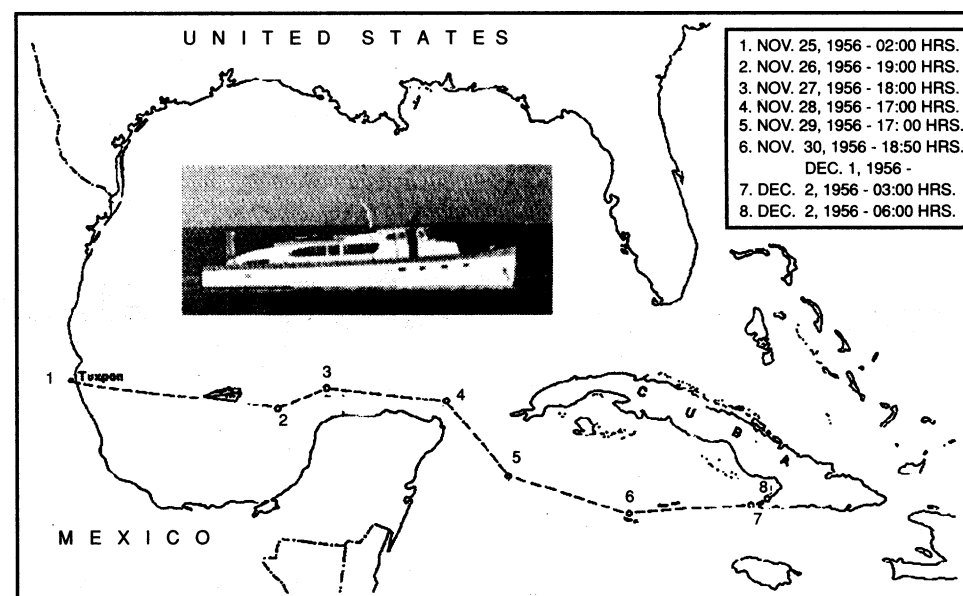 UNITED STATES
1. NOV. 25, 1956 - 02:00 HRS.
2. NOV. 26, 1956 - 19:00 HRS.
3. NOV. 27, 1956 - 18:00 HRS.
4. NOV. 28, 1956 - 17:00 HRS.
5. NOV. 29, 1956 - 17: 00 HRS.
6. NOV. 30, 1956 - 18:50 HRS.
DEC. 1, 1956 -
7. DEC. 2, 1956 - 03:00 HRS.
8. DEC. 2, 1956 - 06:00 HRS.
1 Tuxpan
2
3
4
CUBA
5
6
7
8
MEXICO